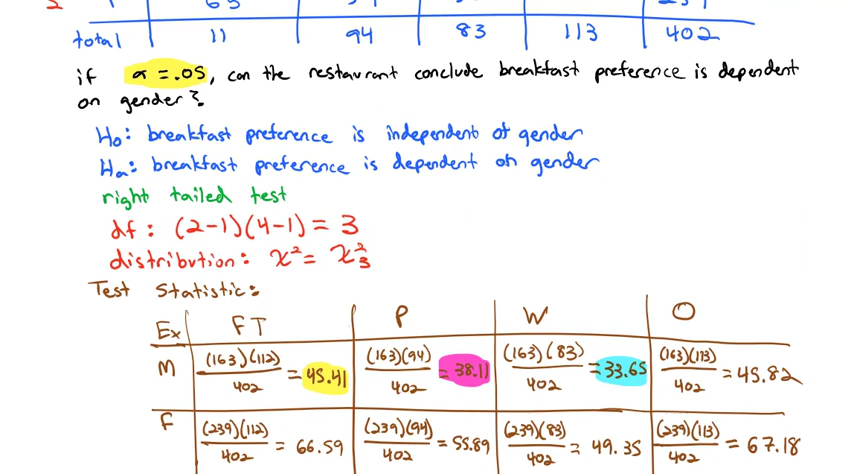 total 11 94 83 113 402
if α = .05, can the restaurant conclude breakfast preference is dependent
on gender?
H₀: breakfast preference is independent of gender
Hₐ: breakfast preference is dependent on gender
right tailed test
df: (2-1)(4-1) = 3
distribution: χ² = χ²₃
Test Statistic:
Ex FT P W O
M (163)(112)/402 = 45.41 (163)(94)/402 = 38.11 (163)(83)/402 = 33.65 (163)(113)/402 = 45.82
F (239)(112)/402 = 66.59 (239)(94)/402 = 55.89 (239)(83)/402 = 49.35 (239)(113)/402 = 67.18